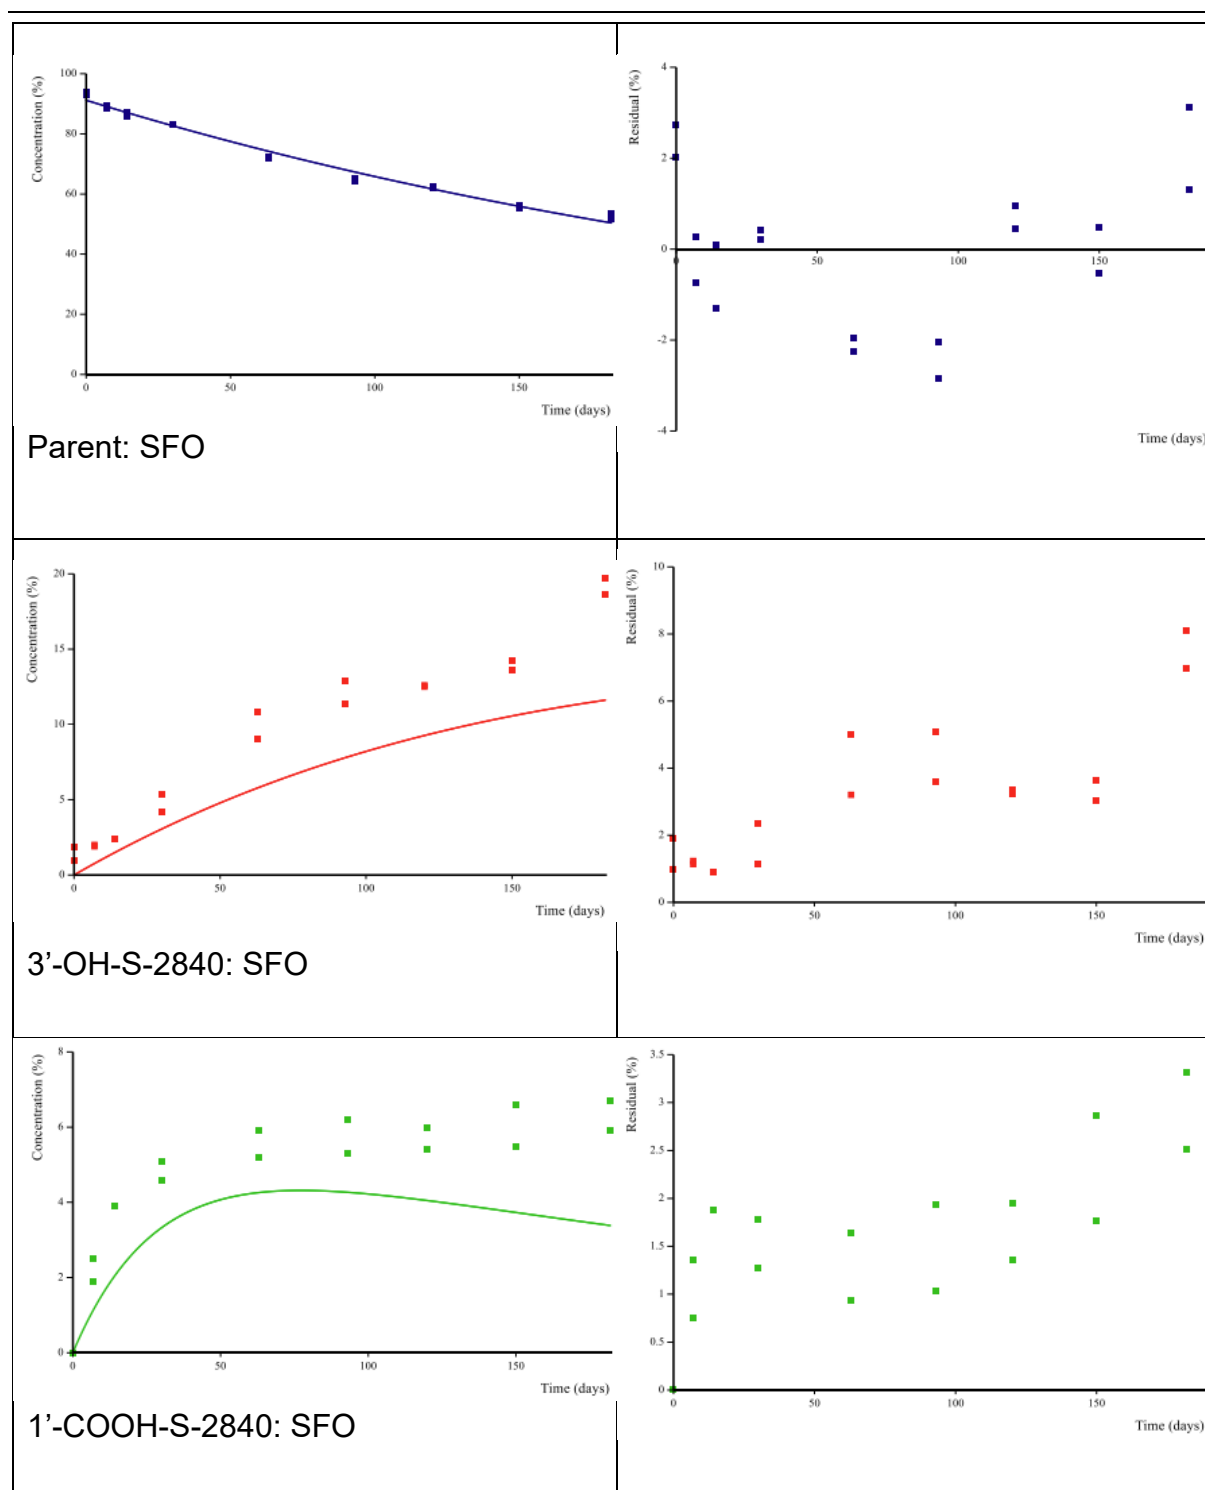 Concentration (%)
100
80
60
40
20
0
0 50 100 150
Time (days)
Parent: SFO
Residual (%)
4
2
0
-2
-4
0 50 100 150
Time (days)
Concentration (%)
20
15
10
5
0
0 50 100 150
Time (days)
3’-OH-S-2840: SFO
Residual (%)
10
8
6
4
2
0
0 50 100 150
Time (days)
Concentration (%)
8
6
4
2
0
0 50 100 150
Time (days)
1’-COOH-S-2840: SFO
Residual (%)
3.5
3
2.5
2
1.5
1
0.5
0
0 50 100 150
Time (days)